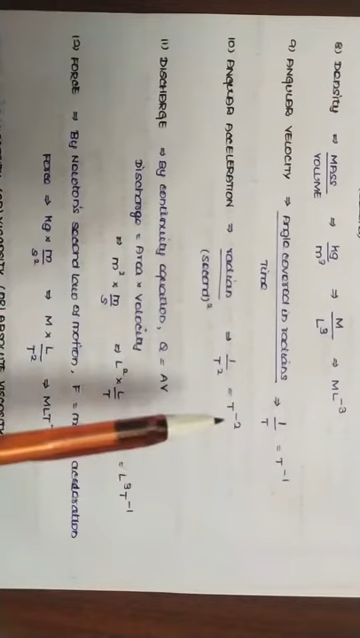 8) Density ⇒ MASS / VOLUME ⇒ kg / m³ ⇒ M / L³ ⇒ ML⁻³
9) ANGULAR VELOCITY ⇒ Angle covered in radians / Time ⇒ 1 / T = T⁻¹
10) ANGULAR ACCELERATION ⇒ radian / (second)² ⇒ 1 / T² = T⁻²
11) DISCHARGE ⇒ By continuity equation, Q = AV
Discharge = Area × Velocity
⇒ m² × m / s ⇒ L² × L / T = L³T⁻¹
12) FORCE ⇒ By Newton's second law of motion, F = m acceleration
Force ⇒ kg × m / s² ⇒ M × L / T² ⇒ MLT